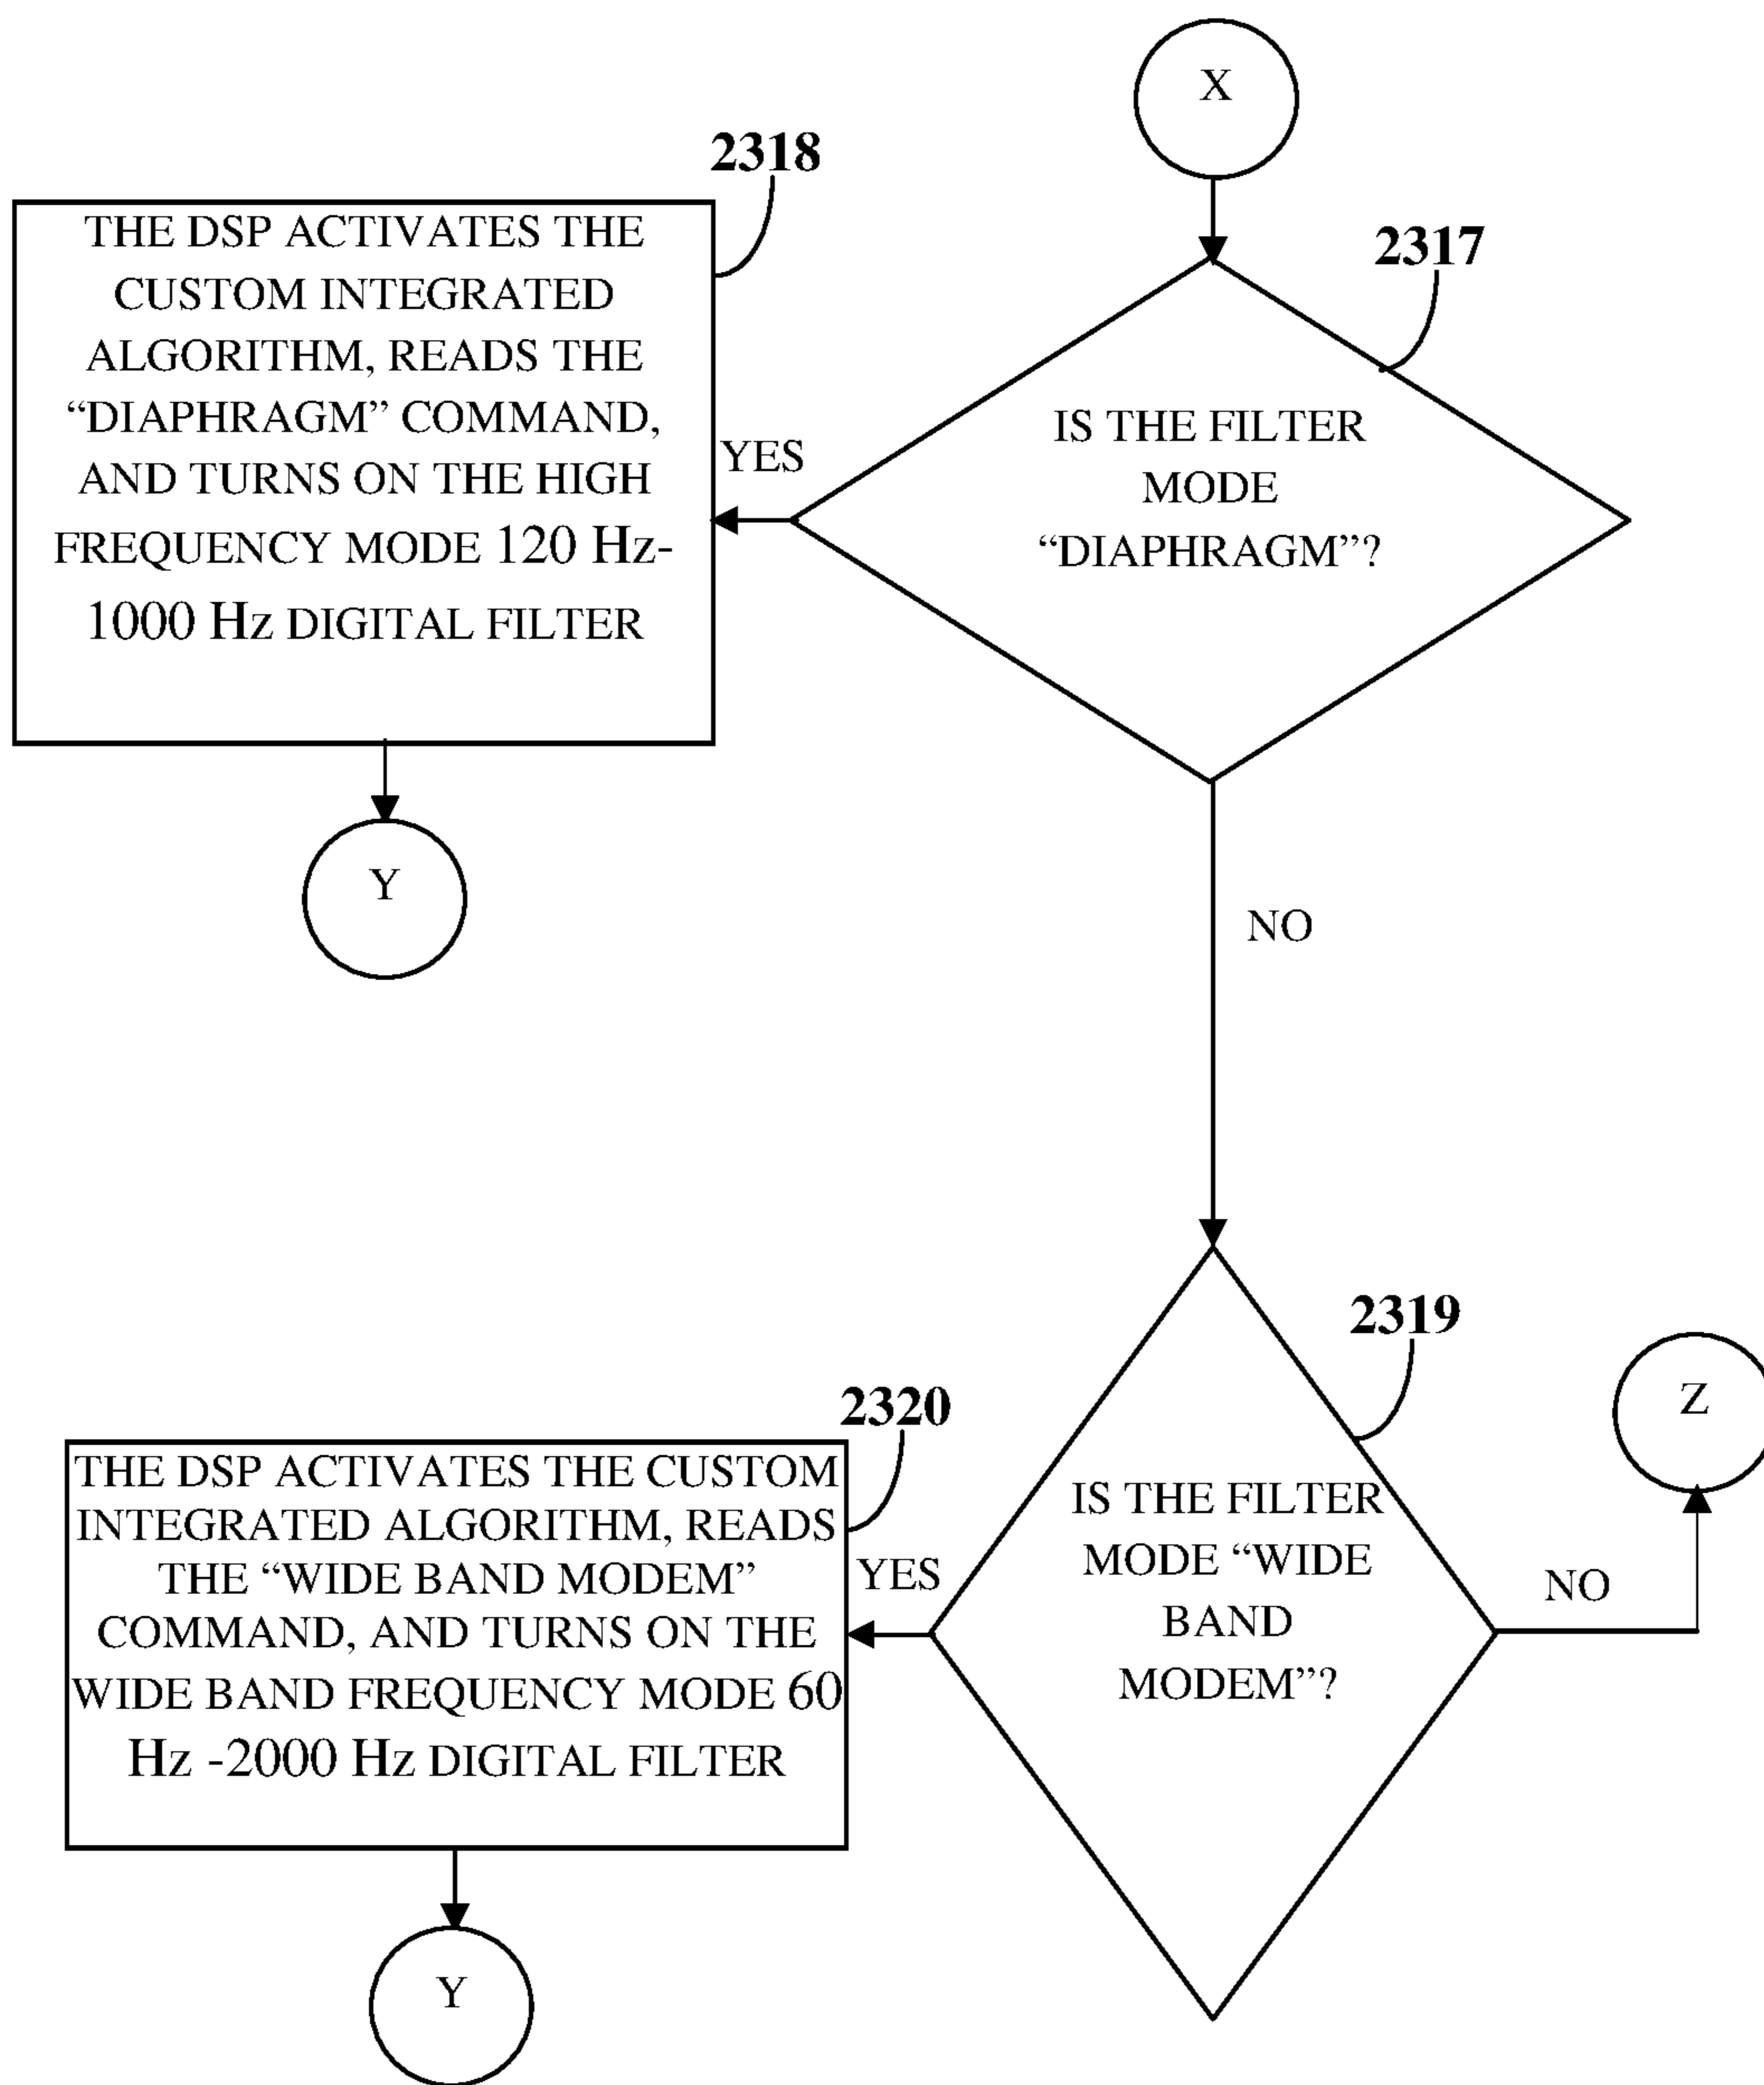 X
2318
THE DSP ACTIVATES THE
CUSTOM INTEGRATED
ALGORITHM, READS THE
“DIAPHRAGM” COMMAND,
AND TURNS ON THE HIGH
FREQUENCY MODE 120 Hz-
1000 Hz DIGITAL FILTER
2317
IS THE FILTER
MODE
“DIAPHRAGM”?
YES
Y
NO
2319
Z
2320
THE DSP ACTIVATES THE CUSTOM
INTEGRATED ALGORITHM, READS
THE “WIDE BAND MODEM”
COMMAND, AND TURNS ON THE
WIDE BAND FREQUENCY MODE 60
Hz -2000 Hz DIGITAL FILTER
YES
IS THE FILTER
MODE “WIDE
BAND
MODEM”?
NO
Y